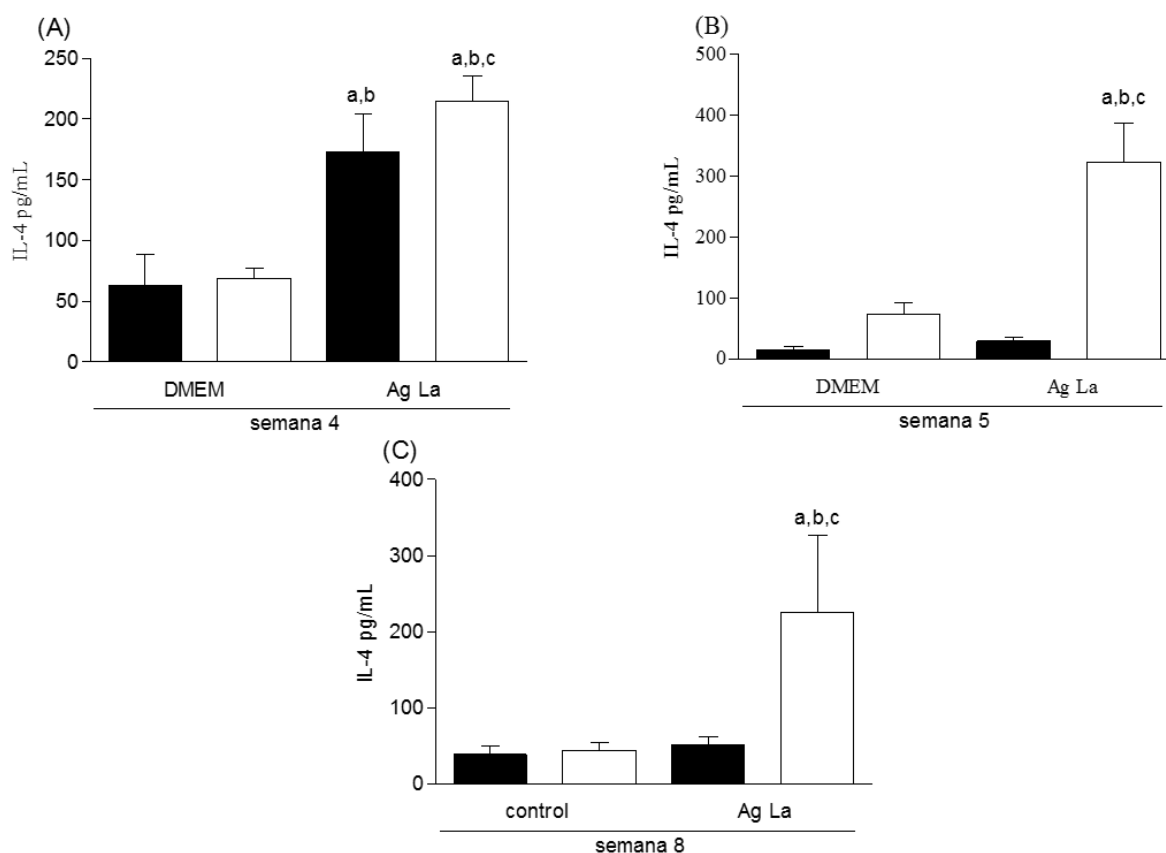 (A)
IL-4 pg/mL
250
200
150
100
50
0
a,b
a,b,c
DMEM Ag La
semana 4
(B)
IL-4 pg/mL
500
400
300
200
100
0
a,b,c
DMEM Ag La
semana 5
(C)
IL-4 pg/mL
400
300
200
100
0
a,b,c
control Ag La
semana 8